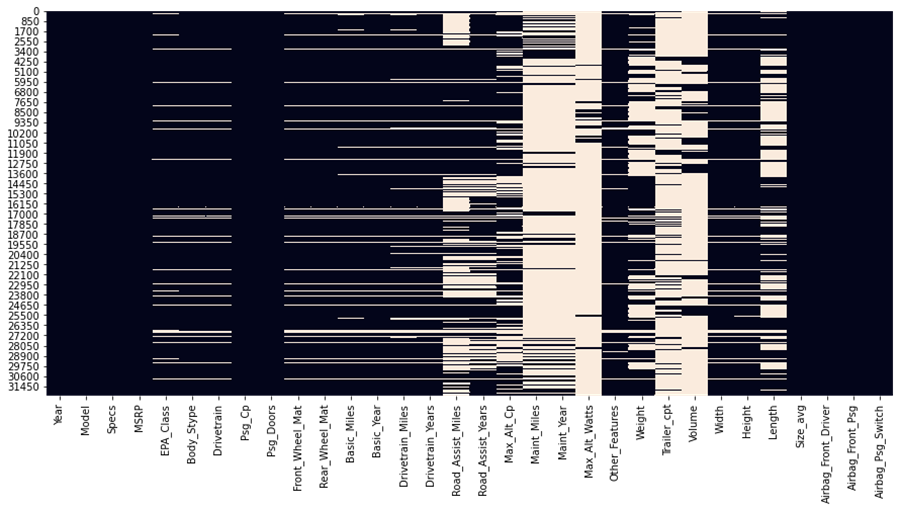 0
850
1700
2550
3400
4250
5100
5950
6800
7650
8500
9350
10200
11050
11900
12750
13600
14450
15300
16150
17000
17850
18700
19550
20400
21250
22100
22950
23800
24650
25500
26350
27200
28050
28900
29750
30600
31450
Year
Model
Specs
MSRP
EPA_Class
Body_Stype
Drivetrain
Psg_Cp
Psg_Doors
Front_Wheel_Mat
Rear_Wheel_Mat
Basic_Miles
Basic_Year
Drivetrain_Miles
Drivetrain_Years
Road_Assist_Miles
Road_Assist_Years
Max_Alt_Cp
Maint_Miles
Maint_Year
Max_Alt_Watts
Other_Features
Weight
Trailer_cpt
Volume
Width
Height
Length
Size_avg
Airbag_Front_Driver
Airbag_Front_Psg
Airbag_Psg_Switch